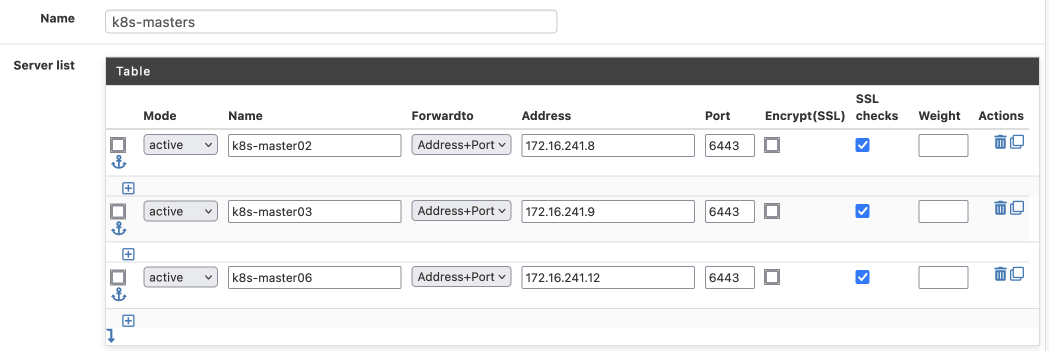 Name
k8s-masters
Server list
Table
Mode Name Forwardto Address Port Encrypt(SSL) SSL checks Weight Actions
active k8s-master02 Address+Port 172.16.241.8 6443
active k8s-master03 Address+Port 172.16.241.9 6443
active k8s-master06 Address+Port 172.16.241.12 6443